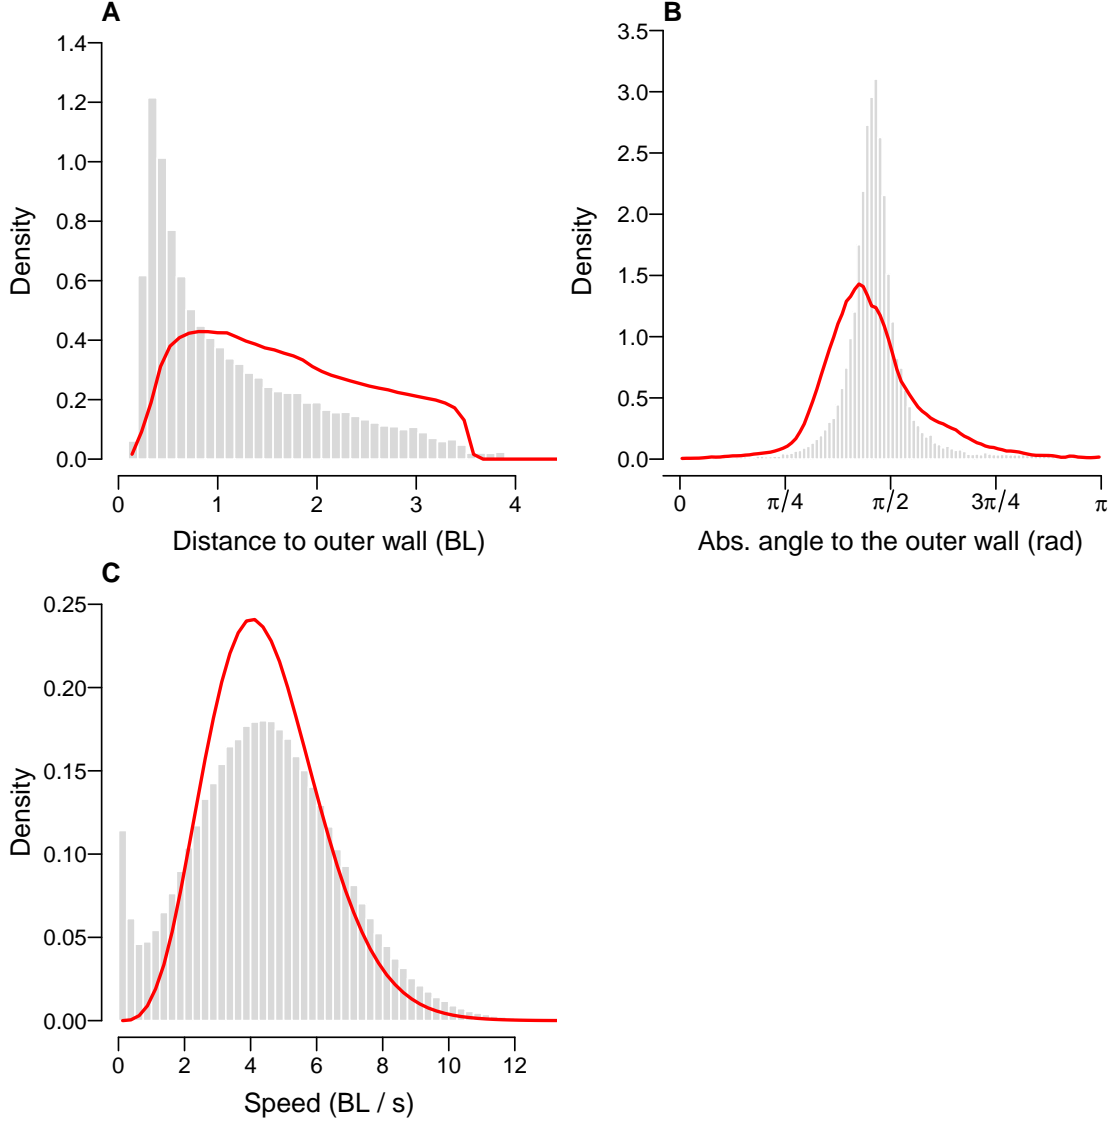 A
Density
1.4
1.2
1.0
0.8
0.6
0.4
0.2
0.0
0 1 2 3 4
Distance to outer wall (BL)
B
Density
3.5
3.0
2.5
2.0
1.5
1.0
0.5
0.0
0 π/4 π/2 3π/4 π
Abs. angle to the outer wall (rad)
C
Density
0.25
0.20
0.15
0.10
0.05
0.00
0 2 4 6 8 10 12
Speed (BL / s)